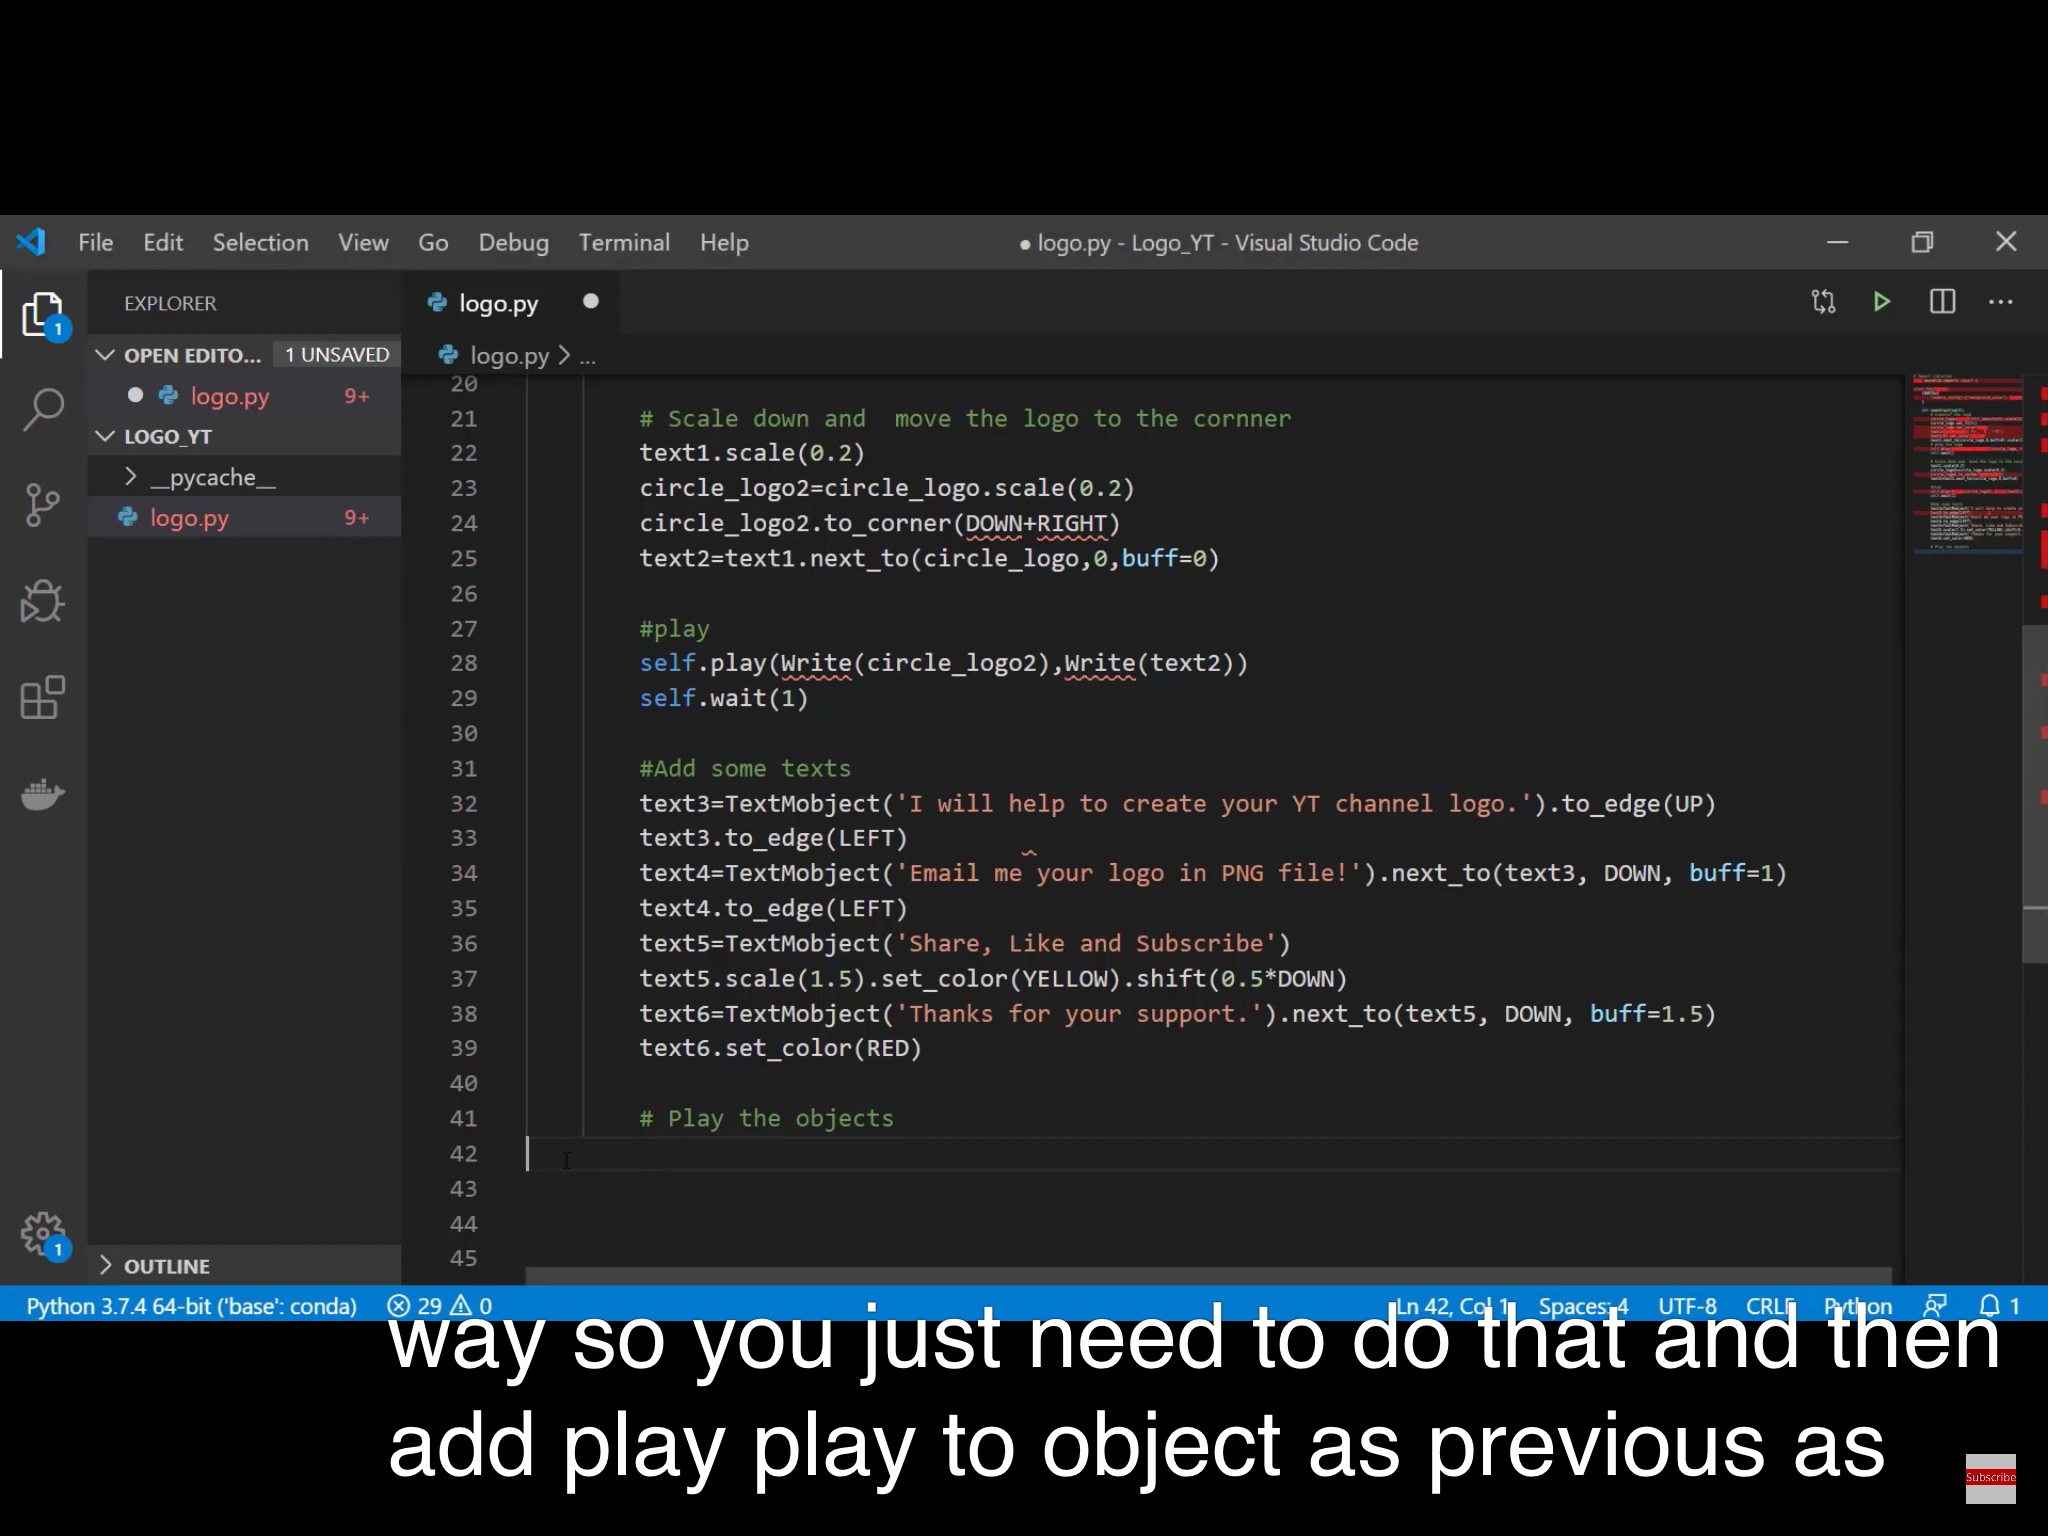 File Edit Selection View Go Debug Terminal Help
● logo.py - Logo_YT - Visual Studio Code
1
EXPLORER
OPEN EDITO... 1 UNSAVED
logo.py 9+
LOGO_YT
__pycache__
logo.py 9+
OUTLINE
1
logo.py
logo.py > ...
20
21 # Scale down and  move the logo to the cornner
22 text1.scale(0.2)
23 circle_logo2=circle_logo.scale(0.2)
24 circle_logo2.to_corner(DOWN+RIGHT)
25 text2=text1.next_to(circle_logo,0,buff=0)
26
27 #play
28 self.play(Write(circle_logo2),Write(text2))
29 self.wait(1)
30
31 #Add some texts
32 text3=TextMobject('I will help to create your YT channel logo.').to_edge(UP)
33 text3.to_edge(LEFT)
34 text4=TextMobject('Email me your logo in PNG file!').next_to(text3, DOWN, buff=1)
35 text4.to_edge(LEFT)
36 text5=TextMobject('Share, Like and Subscribe')
37 text5.scale(1.5).set_color(YELLOW).shift(0.5*DOWN)
38 text6=TextMobject('Thanks for your support.').next_to(text5, DOWN, buff=1.5)
39 text6.set_color(RED)
40
41 # Play the objects
42
43
44
45
Python 3.7.4 64-bit ('base': conda) 29 0 Ln 42, Col 1 Spaces: 4 UTF-8 CRLF Python 1
way so you just need to do that and then
add play play to object as previous as
Subscribe